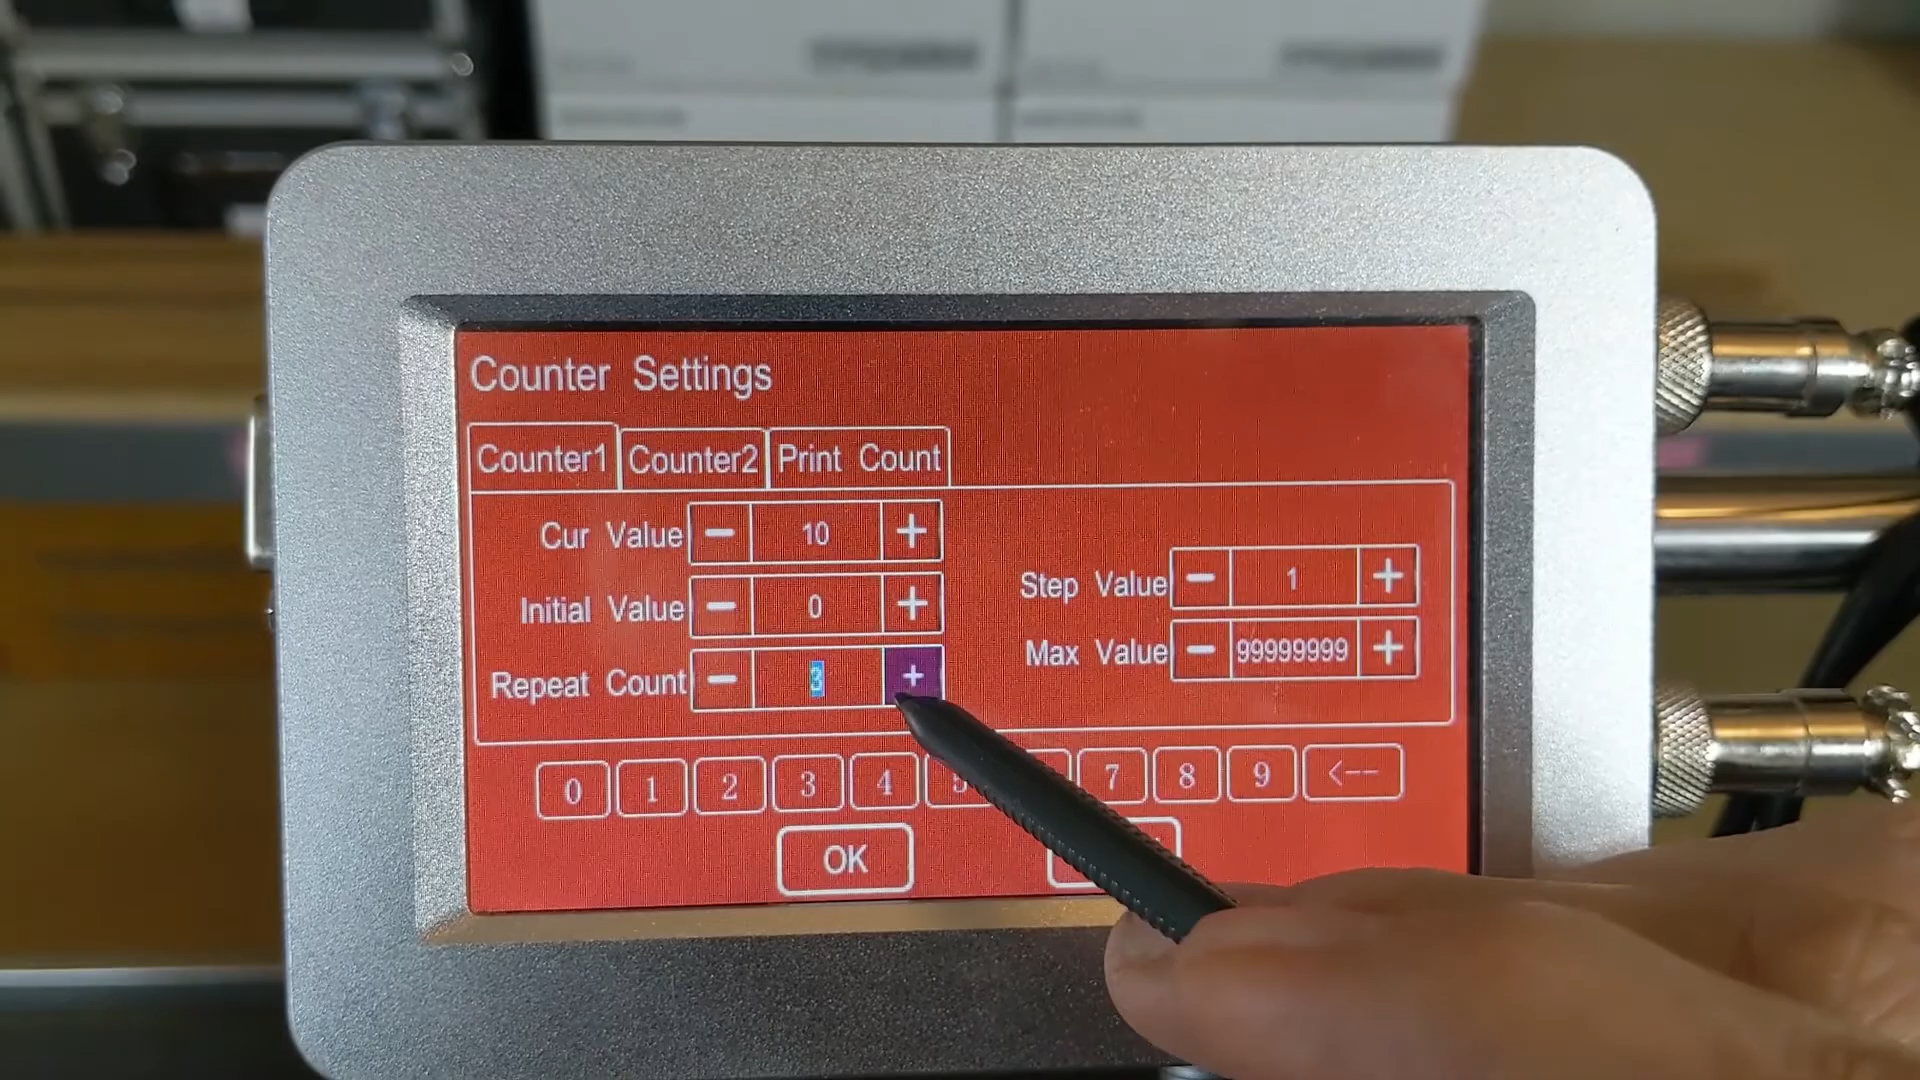 Counter Settings
Counter1 Counter2 Print Count
Cur Value − 10 +
Initial Value − 0 +
Repeat Count − 3 +
Step Value − 1 +
Max Value − 99999999 +
0 1 2 3 4 5 7 8 9 <--
OK